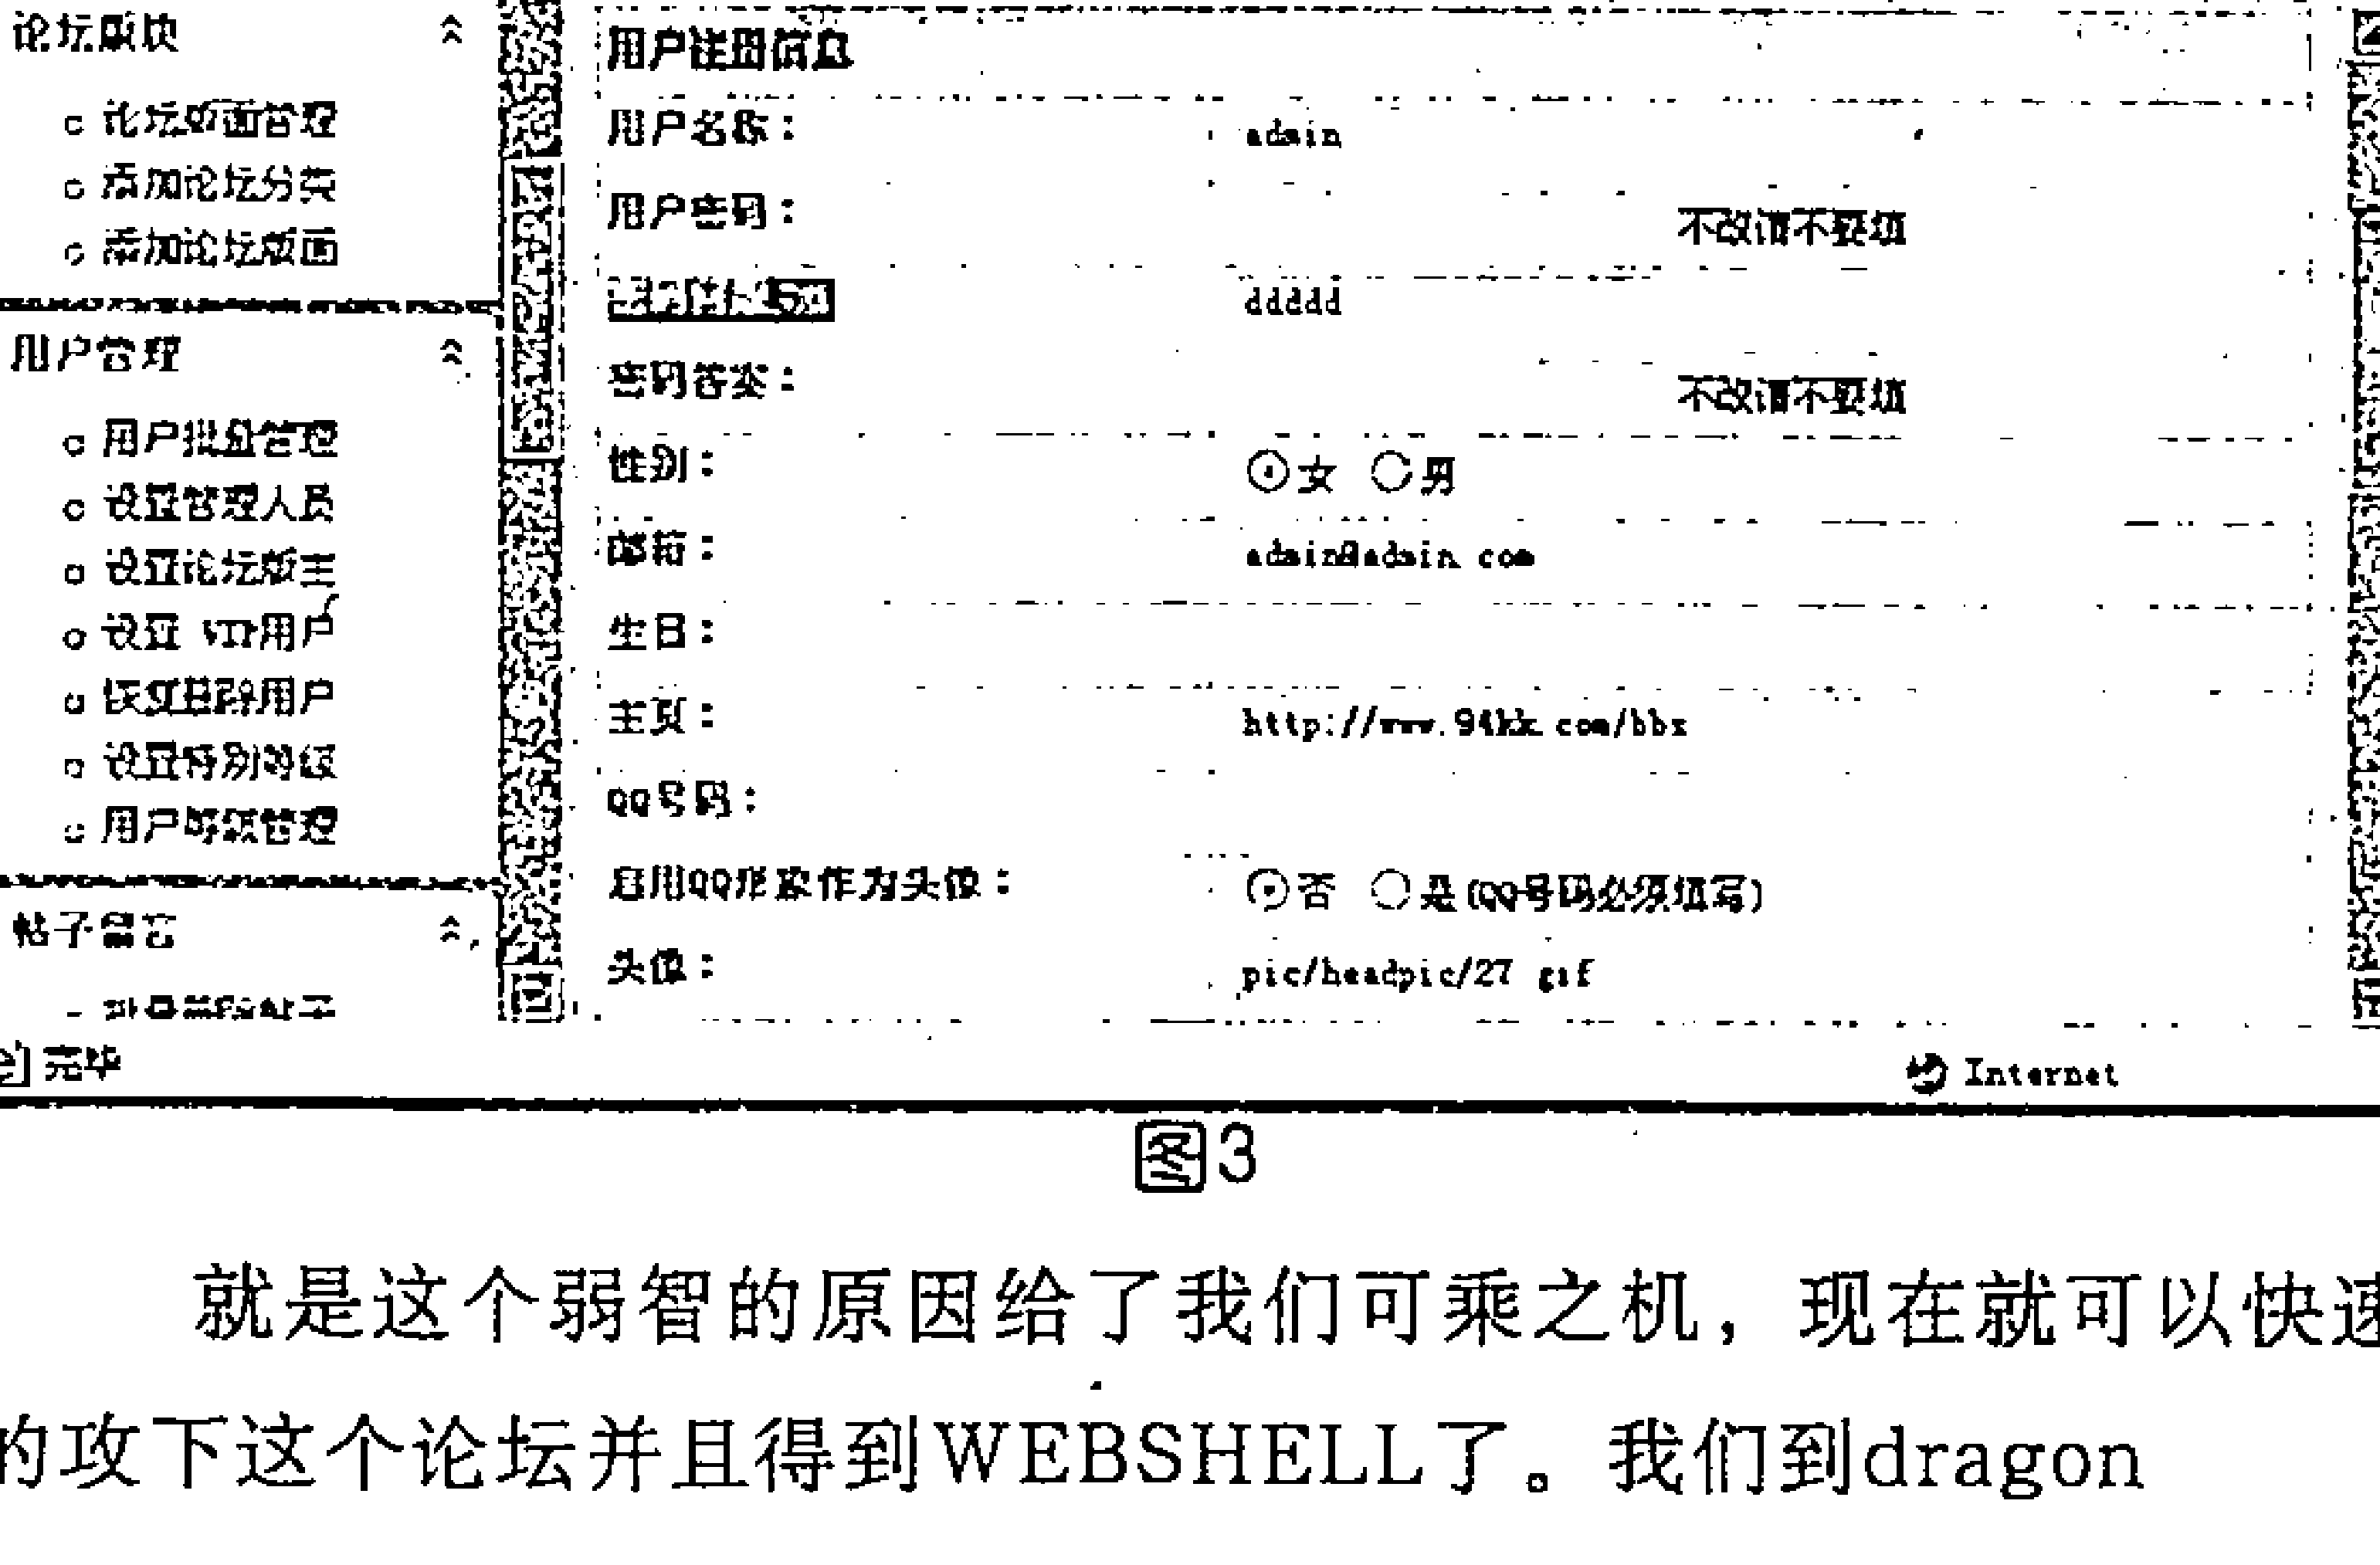 论坛版块
论坛版面管理
添加论坛分类
添加论坛版面
用户管理
用户批量管理
设置管理人员
设置论坛版主
设置 VIP用户
恢复删除用户
设置特别等级
用户等级管理
帖子留言
用户注册信息
用户名称： admin
用户密码： 不改请不要填
ddddd
密码答案： 不改请不要填
性别： 女 男
邮箱： admin@admin.com
生日：
主页： http://www.94kk.com/bbx
QQ号码：
启用QQ形象作为头像： 否 是(QQ号码必须填写)
头像： pic/headpic/27.gif
完毕 Internet
图3
就是这个弱智的原因给了我们可乘之机，现在就可以快速
的攻下这个论坛并且得到WEBSHELL了。我们到dragon